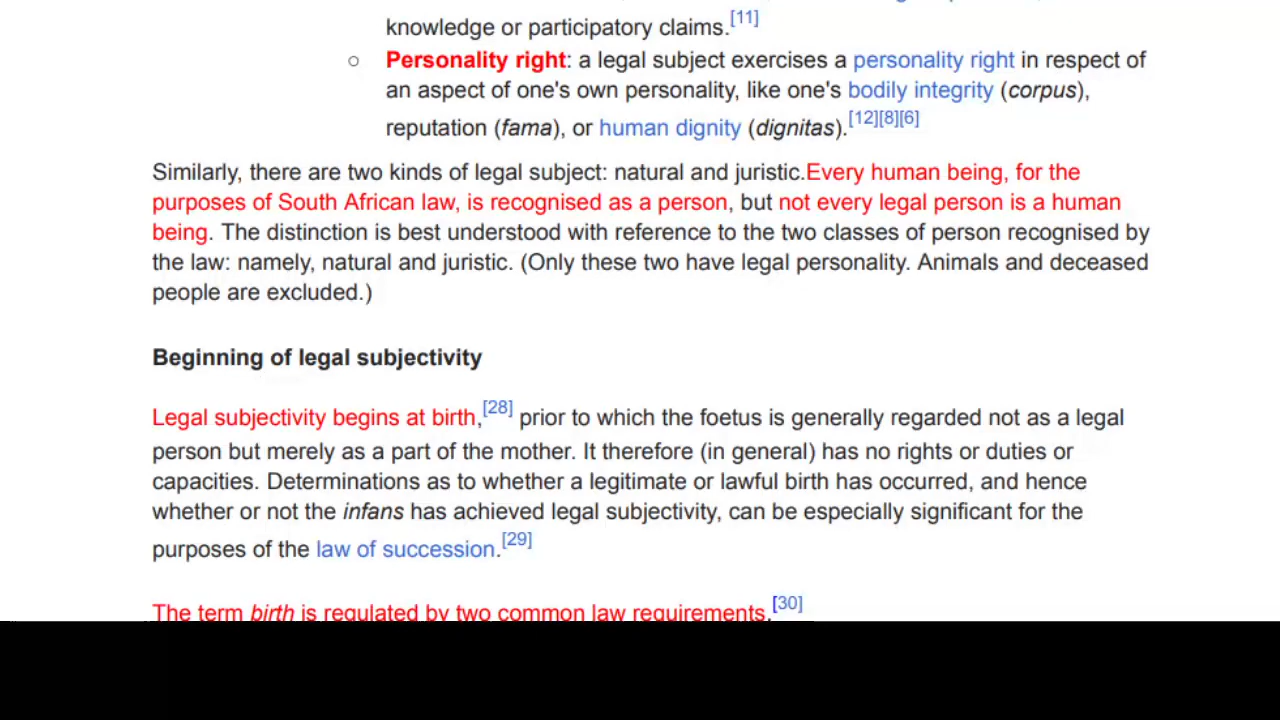 knowledge or participatory claims.[11]
○ Personality right: a legal subject exercises a personality right in respect of
an aspect of one's own personality, like one's bodily integrity (corpus),
reputation (fama), or human dignity (dignitas).[12][8][6]
Similarly, there are two kinds of legal subject: natural and juristic.Every human being, for the
purposes of South African law, is recognised as a person, but not every legal person is a human
being. The distinction is best understood with reference to the two classes of person recognised by
the law: namely, natural and juristic. (Only these two have legal personality. Animals and deceased
people are excluded.)
Beginning of legal subjectivity
Legal subjectivity begins at birth,[28] prior to which the foetus is generally regarded not as a legal
person but merely as a part of the mother. It therefore (in general) has no rights or duties or
capacities. Determinations as to whether a legitimate or lawful birth has occurred, and hence
whether or not the infans has achieved legal subjectivity, can be especially significant for the
purposes of the law of succession.[29]
The term birth is regulated by two common law requirements.[30]